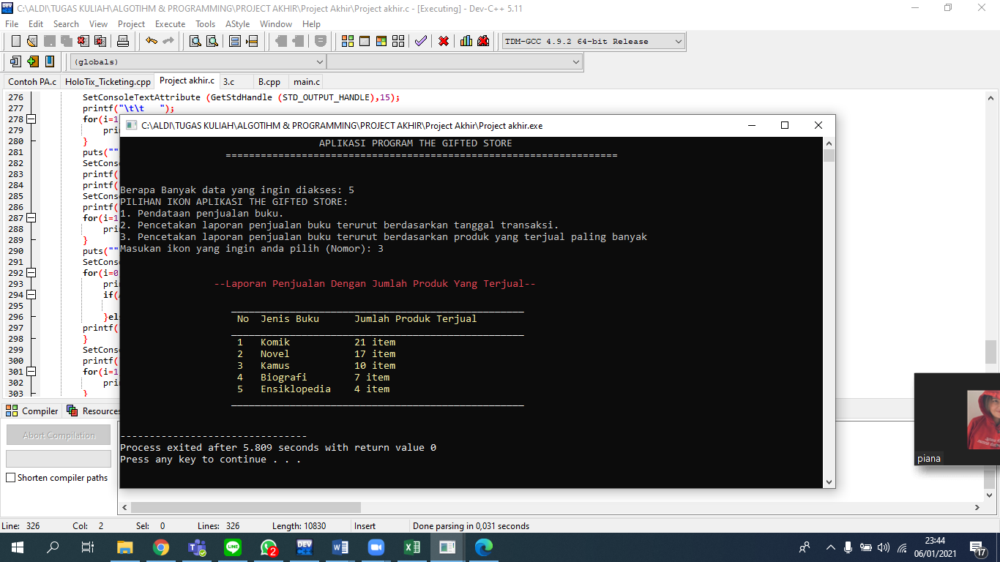 C:\ALDI\TUGAS KULIAH\ALGOTIHM & PROGRAMMING\PROJECT AKHIR\Project Akhir\Project akhir.c - [Executing] - Dev-C++ 5.11
File Edit Search View Project Execute Tools AStyle Window Help
TDM-GCC 4.9.2 64-bit Release
(globals)
Contoh PA.c HoloTix_Ticketing.cpp Project akhir.c 3.c B.cpp main.c
276 SetConsoleTextAttribute (GetStdHandle (STD_OUTPUT_HANDLE),15);
277 printf("\t\t   ");
278 for(i=1
279 pri
280 }
281 puts(""
282 SetCons
283 printf(
284 printf(
285 SetCons
286 printf(
287 for(i=1
288 pri
289 }
290 puts(""
291 SetCons
292 for(i=0
293 pri
294 if(
295
296 }el
297 printf(
298 }
299 SetCons
300 printf(
301 for(i=1
302 pri
303 }
C:\ALDI\TUGAS KULIAH\ALGOTIHM & PROGRAMMING\PROJECT AKHIR\Project Akhir\Project akhir.exe
APLIKASI PROGRAM THE GIFTED STORE
===================================================================
Berapa Banyak data yang ingin diakses: 5
PILIHAN IKON APLIKASI THE GIFTED STORE:
1. Pendataan penjualan buku.
2. Pencetakan laporan penjualan buku terurut berdasarkan tanggal transaksi.
3. Pencetakan laporan penjualan buku terurut berdasarkan produk yang terjual paling banyak
Masukan ikon yang ingin anda pilih (Nomor): 3
--Laporan Penjualan Dengan Jumlah Produk Yang Terjual--
No Jenis Buku Jumlah Produk Terjual
1 Komik 21 item
2 Novel 17 item
3 Kamus 10 item
4 Biografi 7 item
5 Ensiklopedia 4 item
--------------------------------
Process exited after 5.809 seconds with return value 0
Press any key to continue . . .
piana
Compiler Resources
Abort Compilation
Shorten compiler paths
Line: 326 Col: 2 Sel: 0 Lines: 326 Length: 10830 Insert Done parsing in 0,031 seconds
DEV
2
23:44
06/01/2021
17